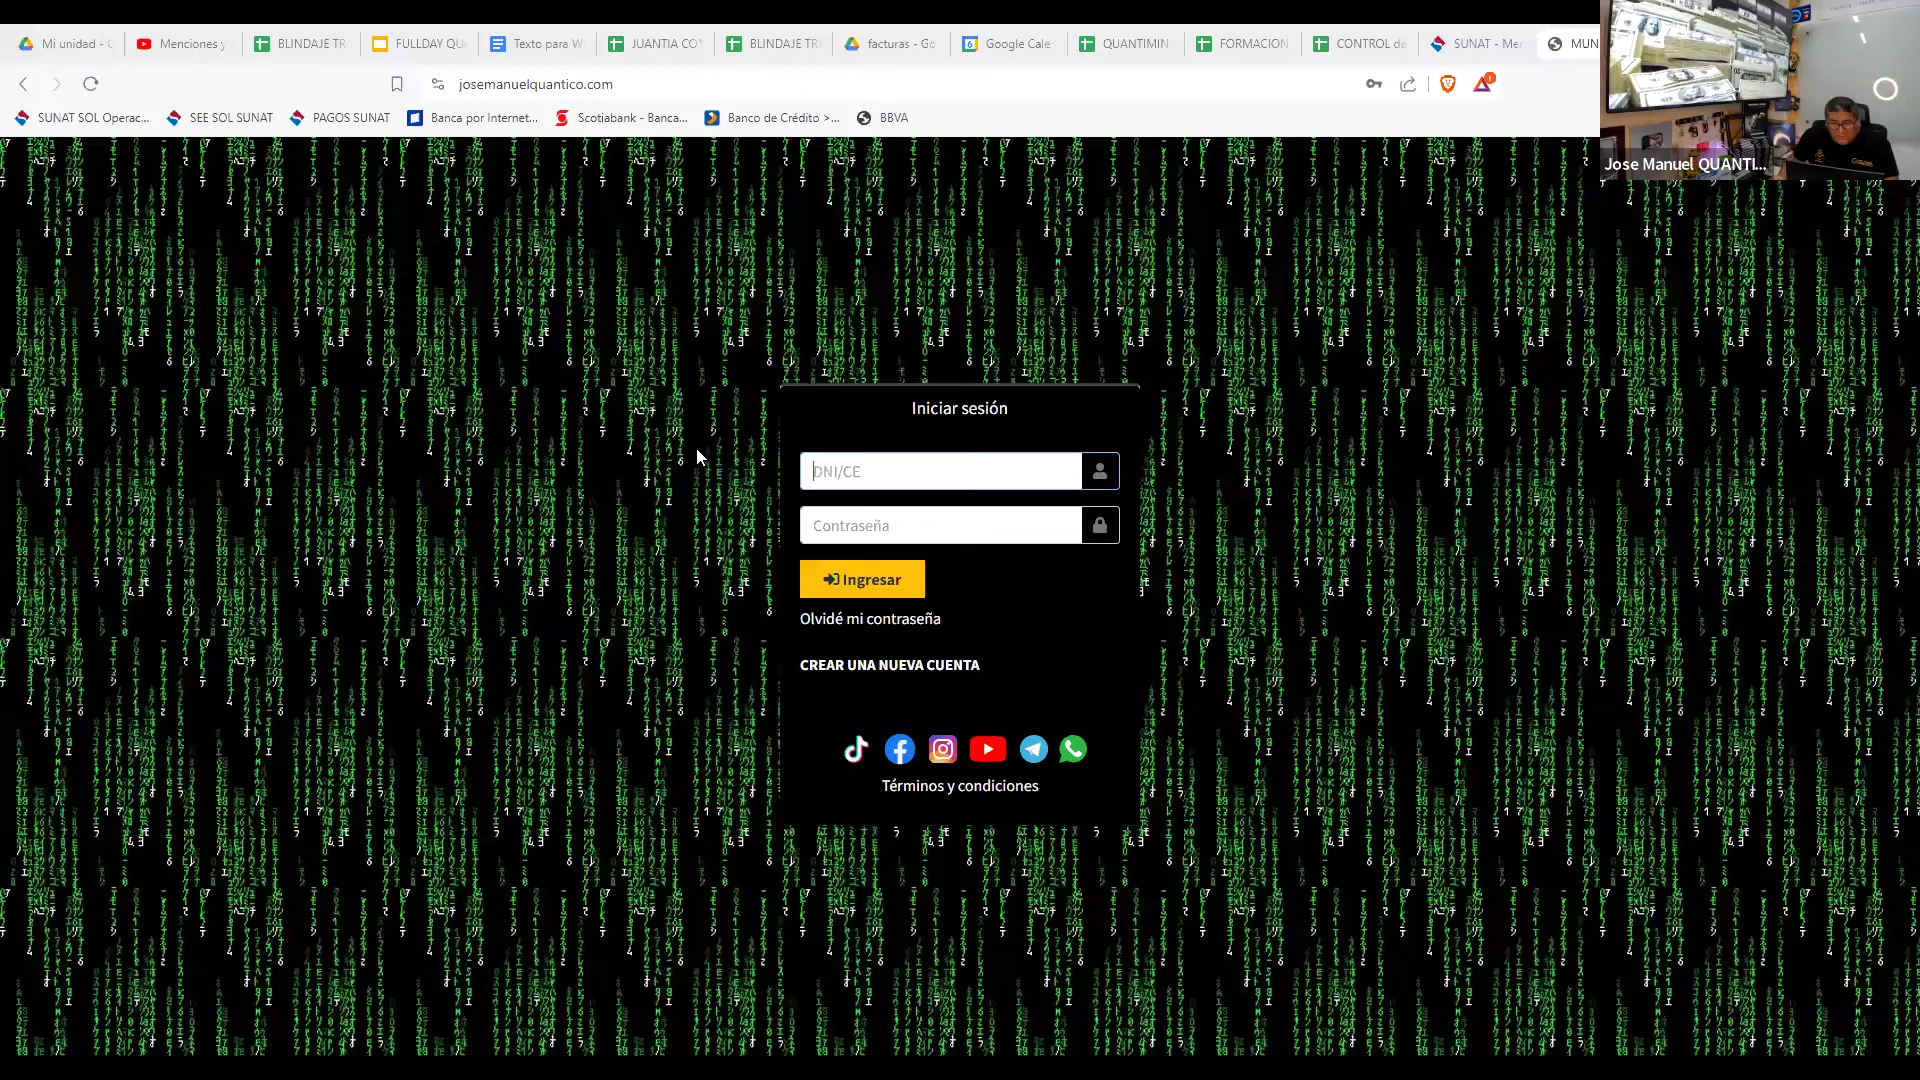 Mi unidad - G
Menciones y
BLINDAJE TR
FULLDAY QUA
Texto para W
JUANTIA CO
BLINDAJE TR
facturas - Go
Google Cale
QUANTIMIN
FORMACION
CONTROL de
SUNAT - Me
MUN
josemanuelquantico.com
SUNAT SOL Operac...
SEE SOL SUNAT
PAGOS SUNAT
Banca por Internet...
Scotiabank - Banca...
Banco de Crédito >...
BBVA
Jose Manuel QUANTI...
Iniciar sesión
DNI/CE
Contraseña
Ingresar
Olvidé mi contraseña
CREAR UNA NUEVA CUENTA
Términos y condiciones